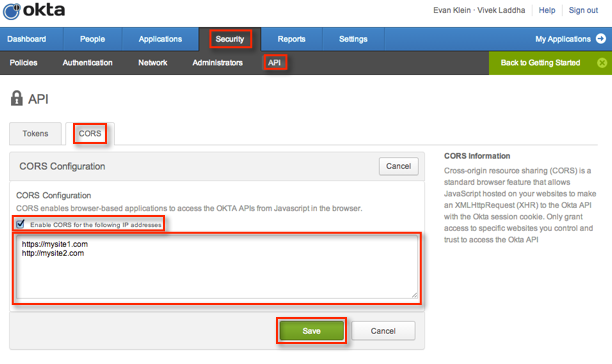 okta
Evan Klein · Vivek Laddha Help Sign out
Dashboard People Applications Security Reports Settings My Applications
Policies Authentication Network Administrators API Back to Getting Started
API
Tokens CORS
CORS Configuration Cancel
CORS Configuration
CORS enables browser-based applications to access the OKTA APIs from Javascript in the browser.
Enable CORS for the following IP addresses
https://mysite1.com
http://mysite2.com
Save Cancel
CORS Information
Cross-origin resource sharing (CORS) is a
standard browser feature that allows
JavaScript hosted on your websites to make
an XMLHttpRequest (XHR) to the Okta API
with the Okta session cookie. Only grant
access to specific websites you control and
trust to access the Okta API